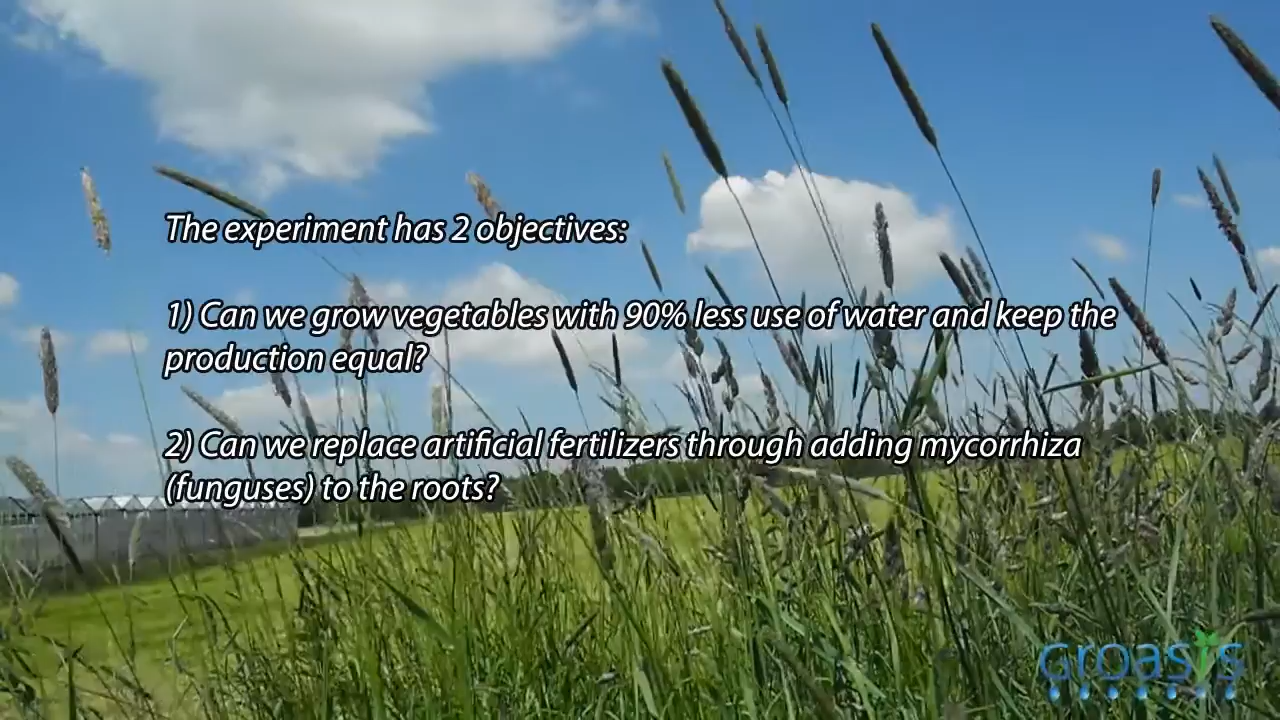 The experiment has 2 objectives:
1) Can we grow vegetables with 90% less use of water and keep the
production equal?
2) Can we replace artificial fertilizers through adding mycorrhiza
(funguses) to the roots?
groasis